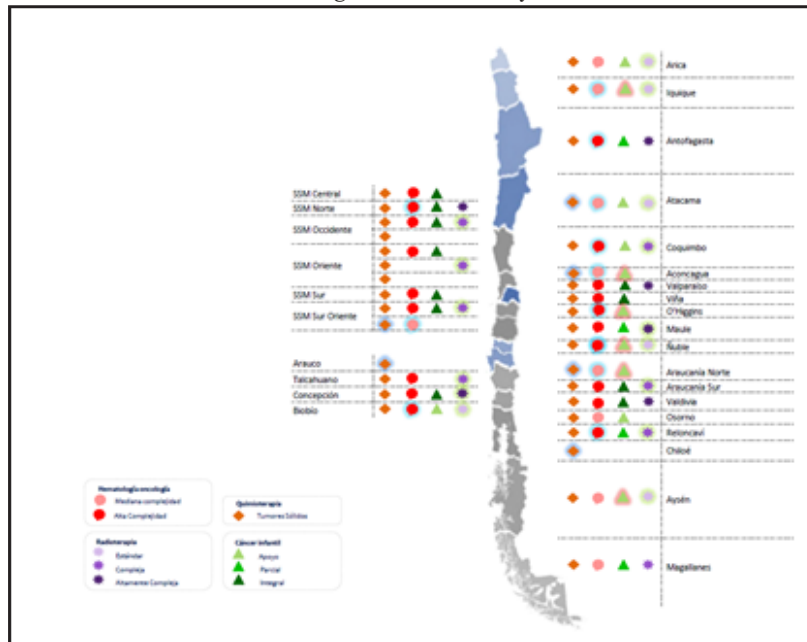 Arica
Iquique
Antofagasta
Atacama
Coquimbo
Aconcagua
Valparaíso
Viña
O'Higgins
Maule
Ñuble
Araucanía Norte
Araucanía Sur
Valdivia
Osorno
Reloncaví
Chiloé
Aysén
Magallanes
SSM Central
SSM Norte
SSM Occidente
SSM Oriente
SSM Sur
SSM Sur Oriente
Arauco
Talcahuano
Concepción
Biobío
Hematología oncología
Mediana complejidad
Alta Complejidad
Quimioterapia
Tumores Sólidos
Radioterapia
Estándar
Compleja
Altamente Compleja
Cáncer Infantil
Apoyo
Parcial
Integral